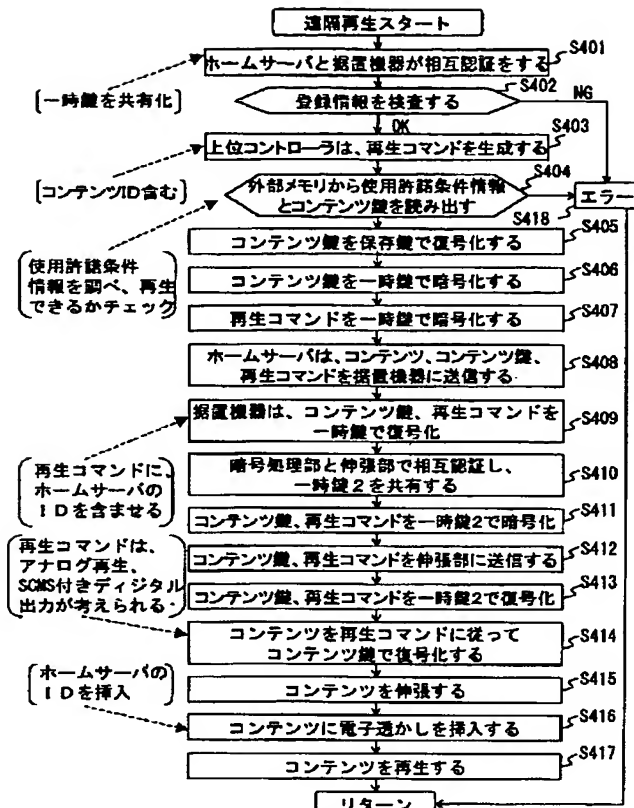 遠隔再生スタート
S401
ホームサーバと据置機器が相互認証をする
[一時鍵を共有化]
S402
登録情報を検査する
NG
OK
S403
上位コントローラは、再生コマンドを生成する
[コンテンツID含む]
S404
外部メモリから使用許諾条件情報
とコンテンツ鍵を読み出す
エラー
S418
使用許諾条件
情報を調べ、再生
できるかチェック
S405
コンテンツ鍵を保存鍵で復号化する
S406
コンテンツ鍵を一時鍵で暗号化する
S407
再生コマンドを一時鍵で暗号化する
S408
ホームサーバは、コンテンツ、コンテンツ鍵、
再生コマンドを据置機器に送信する
S409
据置機器は、コンテンツ鍵、再生コマンドを
一時鍵で復号化
再生コマンドに、
ホームサーバの
IDを含ませる
S410
暗号処理部と伸張部で相互認証し、
一時鍵2を共有する
S411
コンテンツ鍵、再生コマンドを一時鍵2で暗号化
再生コマンドは、
アナログ再生、
SCMS付きディジタル
出力が考えられる
S412
コンテンツ鍵、再生コマンドを伸張部に送信する
S413
コンテンツ鍵、再生コマンドを一時鍵2で復号化
S414
コンテンツを再生コマンドに従って
コンテンツ鍵で復号化する
ホームサーバの
IDを挿入
S415
コンテンツを伸張する
S416
コンテンツに電子透かしを挿入する
S417
コンテンツを再生する
リターン